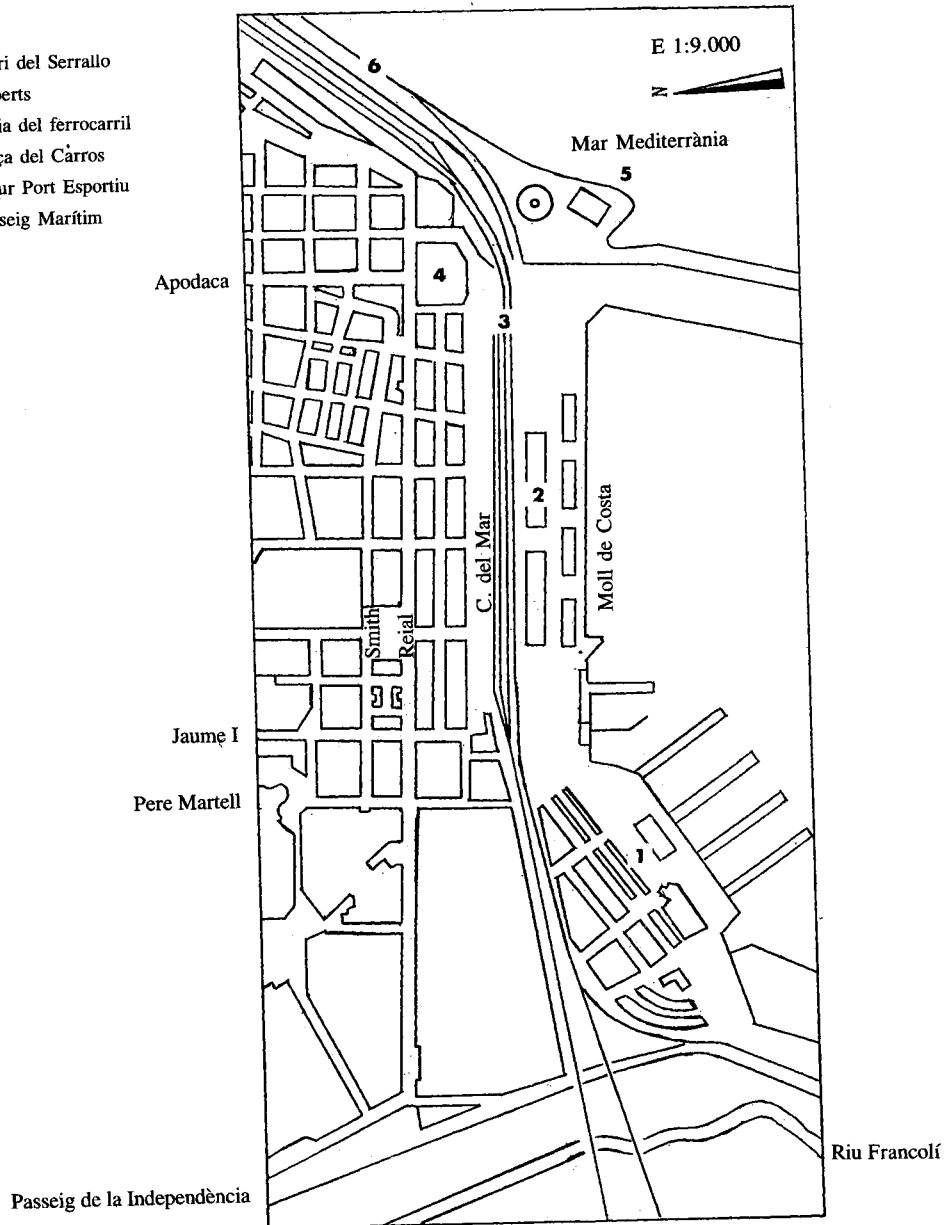 ri del Serrallo
erts
ia del ferrocarril
ça del Carros
ur Port Esportiu
seig Marítim
E 1:9.000
N
6
Mar Mediterrània
5
Apodaca
4
3
2
C. del Mar
Moll de Costa
Smith
Reial
Jaume I
Pere Martell
1
Riu Francolí
Passeig de la Independència